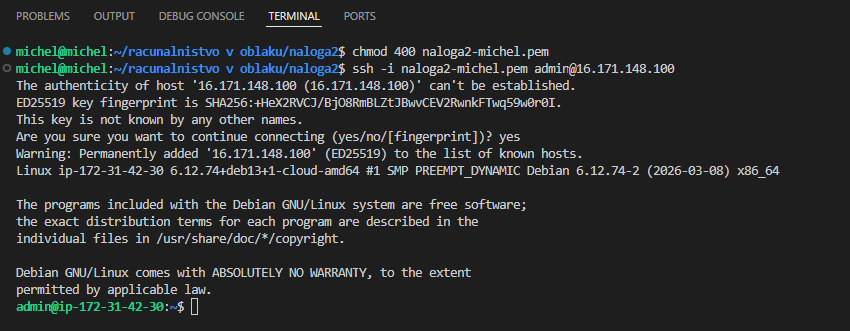 PROBLEMS OUTPUT DEBUG CONSOLE TERMINAL PORTS
michel@michel:~/racunalnistvo v oblaku/naloga2$ chmod 400 naloga2-michel.pem
michel@michel:~/racunalnistvo v oblaku/naloga2$ ssh -i naloga2-michel.pem admin@16.171.148.100
The authenticity of host '16.171.148.100 (16.171.148.100)' can't be established.
ED25519 key fingerprint is SHA256:+HeX2RVCJ/BjO8RmBLZtJBwvCEV2RwnkFTwq59w0r0I.
This key is not known by any other names.
Are you sure you want to continue connecting (yes/no/[fingerprint])? yes
Warning: Permanently added '16.171.148.100' (ED25519) to the list of known hosts.
Linux ip-172-31-42-30 6.12.74+deb13+1-cloud-amd64 #1 SMP PREEMPT_DYNAMIC Debian 6.12.74-2 (2026-03-08) x86_64
The programs included with the Debian GNU/Linux system are free software;
the exact distribution terms for each program are described in the
individual files in /usr/share/doc/*/copyright.
Debian GNU/Linux comes with ABSOLUTELY NO WARRANTY, to the extent
permitted by applicable law.
admin@ip-172-31-42-30:~$